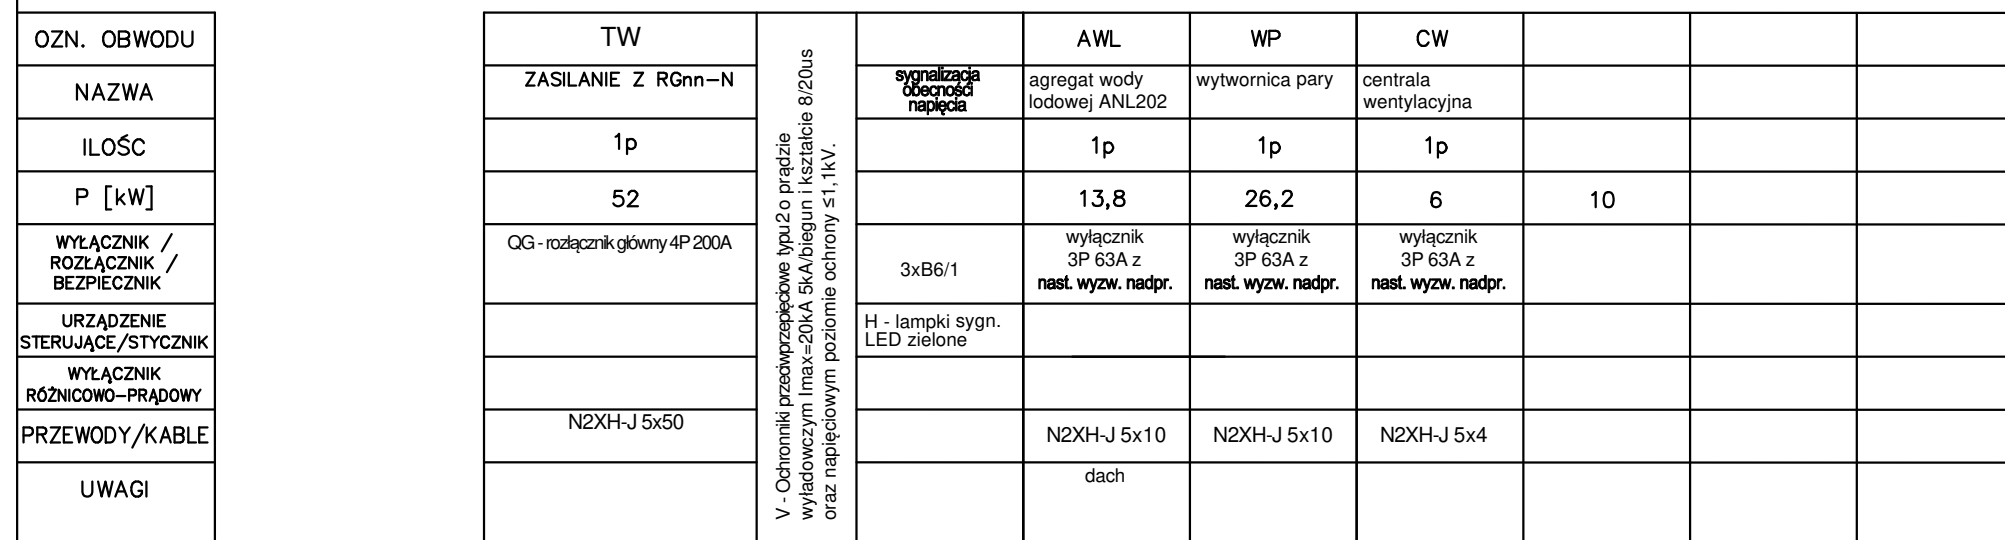 OZN. OBWODU
TW
AWL
WP
CW
NAZWA
ZASILANIE Z RGnn-N
sygnalizacja
obecności
napięcia
agregat wody
lodowej ANL202
wytwornica pary
centrala
wentylacyjna
ILOŚC
1p
1p
1p
1p
P [kW]
52
13,8
26,2
6
10
WYŁĄCZNIK /
ROZŁĄCZNIK /
BEZPIECZNIK
QG - rozłącznik główny 4P 200A
3xB6/1
wyłącznik
3P 63A z
nast. wyzw. nadpr.
wyłącznik
3P 63A z
nast. wyzw. nadpr.
wyłącznik
3P 63A z
nast. wyzw. nadpr.
URZĄDZENIE
STERUJĄCE/STYCZNIK
H - lampki sygn.
LED zielone
WYŁĄCZNIK
RÓŻNICOWO-PRĄDOWY
PRZEWODY/KABLE
N2XH-J 5x50
N2XH-J 5x10
N2XH-J 5x10
N2XH-J 5x4
UWAGI
dach
V - Ochronniki przeciwprzepięciowe typu2 o prądzie
wyładowczym Imax=20kA 5kA/biegun i kształcie 8/20us
oraz napięciowym poziomie ochrony ≤1,1kV.